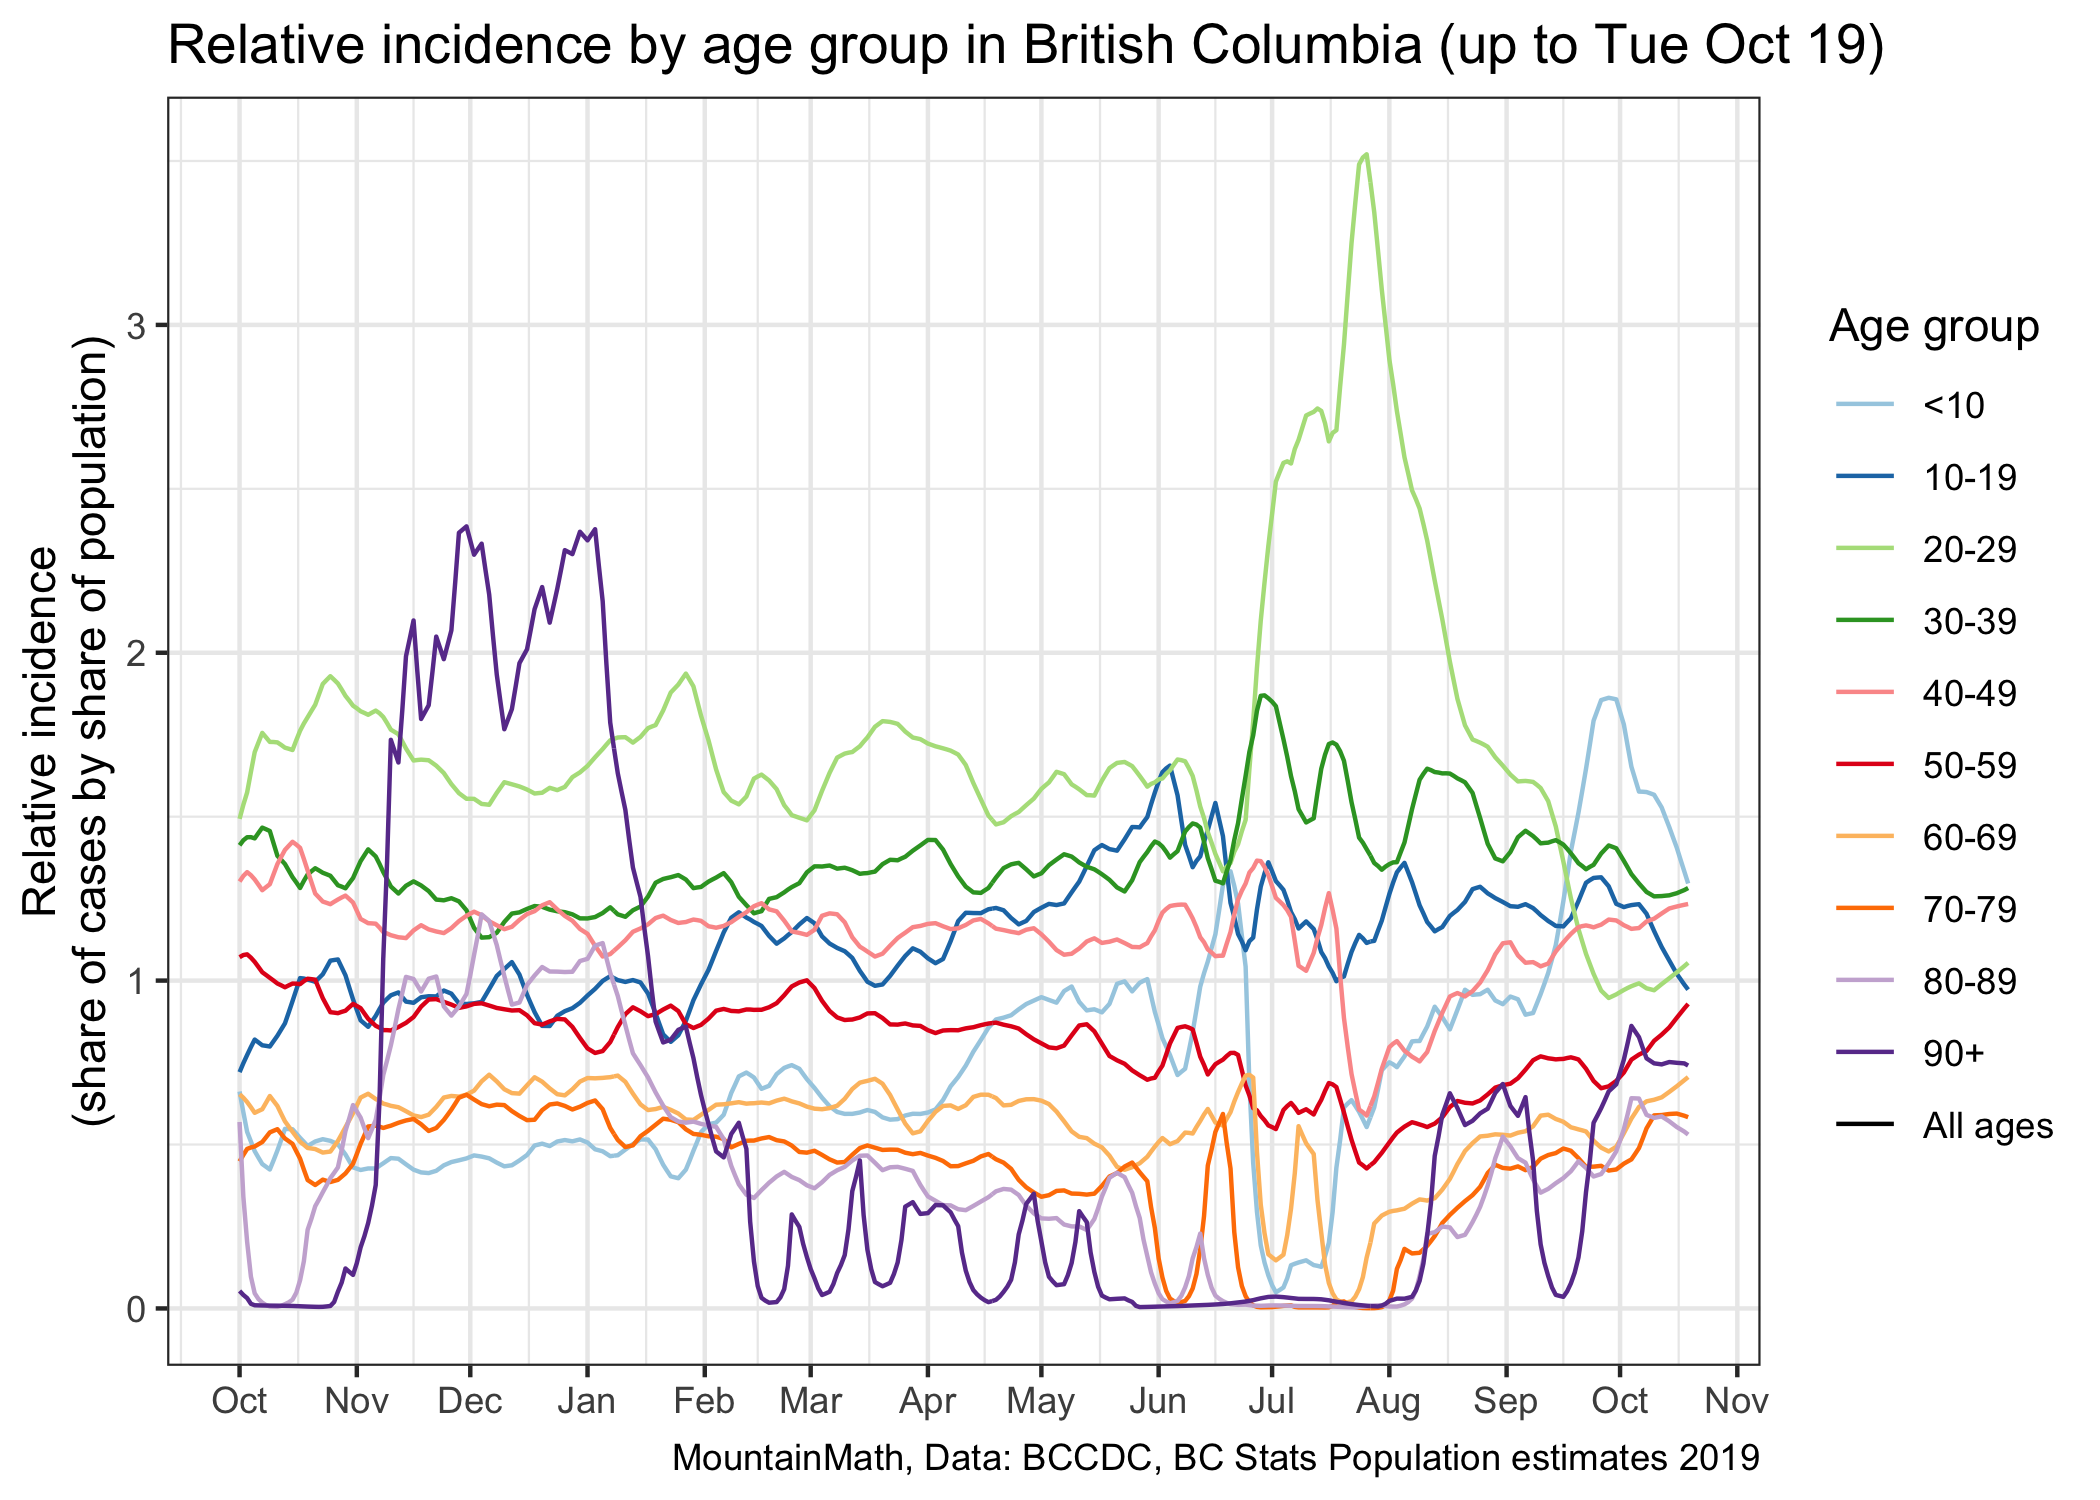 Relative incidence by age group in British Columbia (up to Tue Oct 19)
Relative incidence
(share of cases by share of population)
3
2
1
0
Oct Nov Dec Jan Feb Mar Apr May Jun Jul Aug Sep Oct Nov
Age group
<10
10-19
20-29
30-39
40-49
50-59
60-69
70-79
80-89
90+
All ages
MountainMath, Data: BCCDC, BC Stats Population estimates 2019